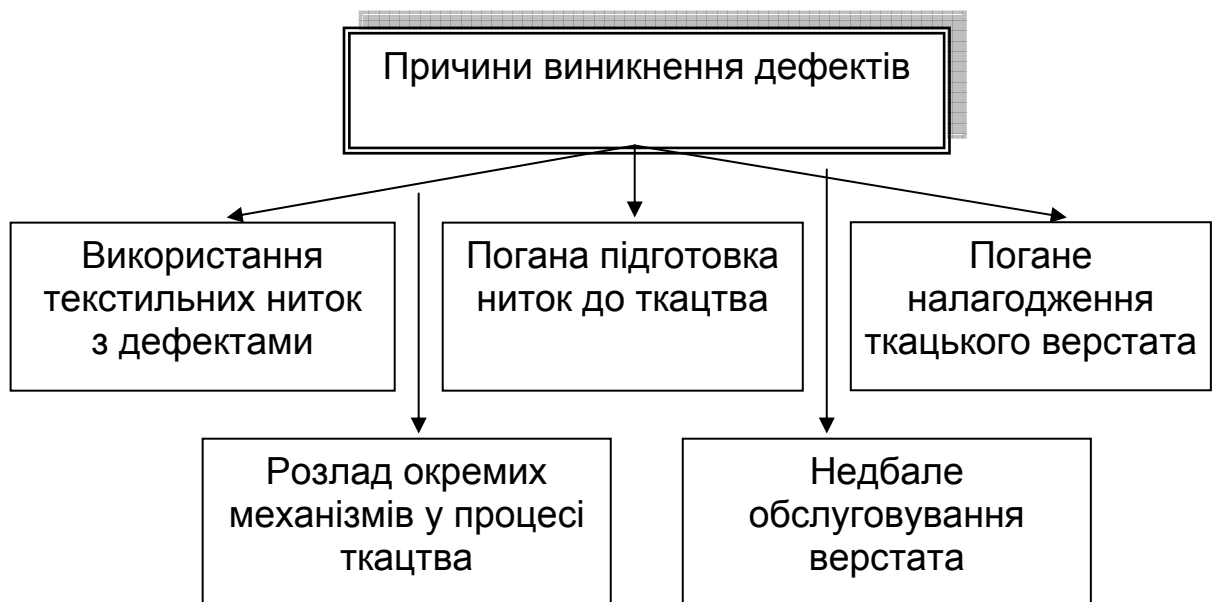 Причини виникнення дефектів
Використання
текстильних ниток
з дефектами
Погана підготовка
ниток до ткацтва
Погане
налагодження
ткацького верстата
Розлад окремих
механізмів у процесі
ткацтва
Недбале
обслуговування
верстата